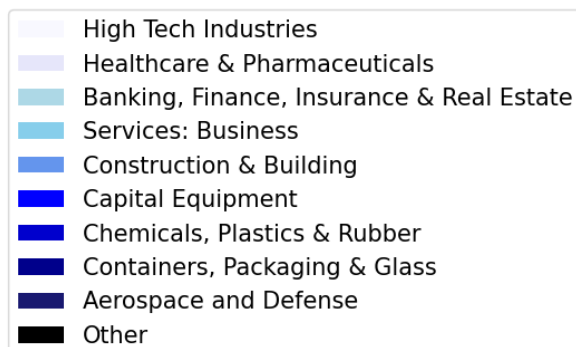 High Tech Industries
Healthcare & Pharmaceuticals
Banking, Finance, Insurance & Real Estate
Services: Business
Construction & Building
Capital Equipment
Chemicals, Plastics & Rubber
Containers, Packaging & Glass
Aerospace and Defense
Other